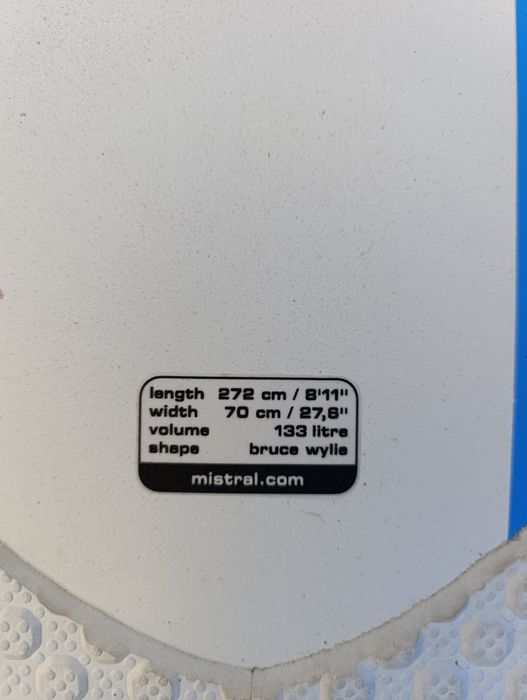 length 272 cm / 8'11"
width 70 cm / 27,6"
volume 133 litre
shape bruce wylie
mistral.com